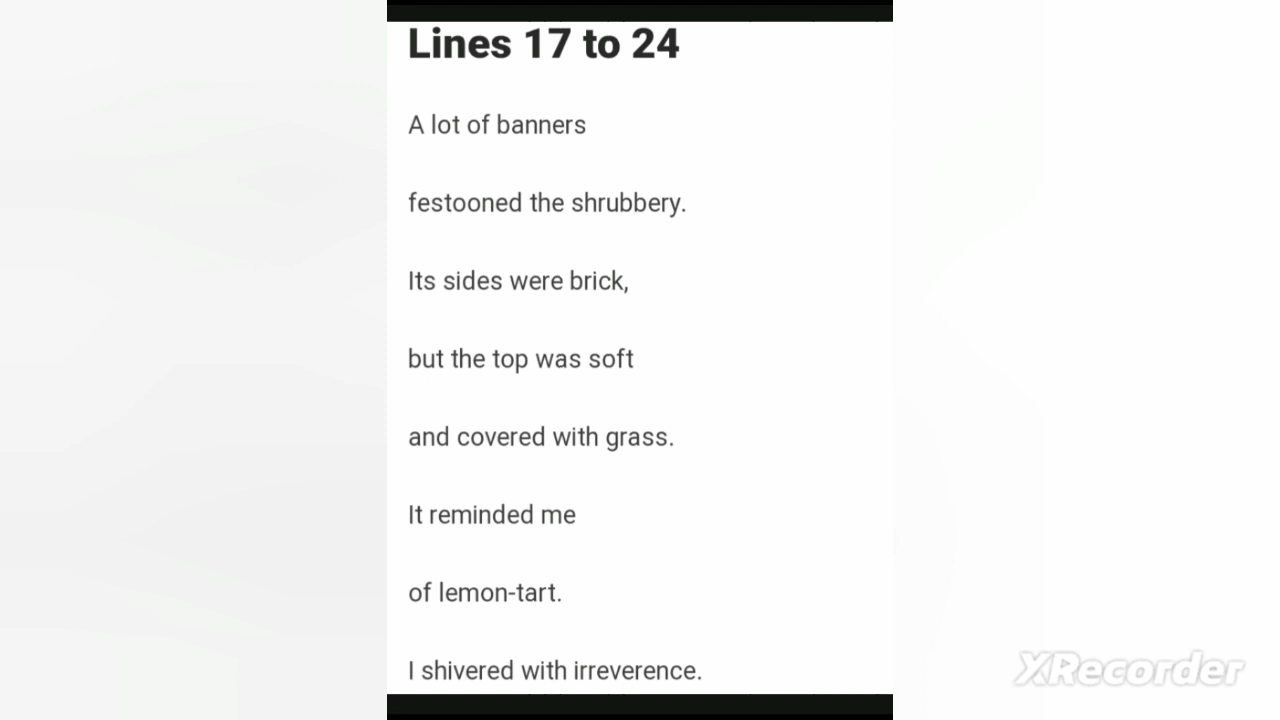 Lines 17 to 24
A lot of banners
festooned the shrubbery.
Its sides were brick,
but the top was soft
and covered with grass.
It reminded me
of lemon-tart.
I shivered with irreverence.
XRecorder